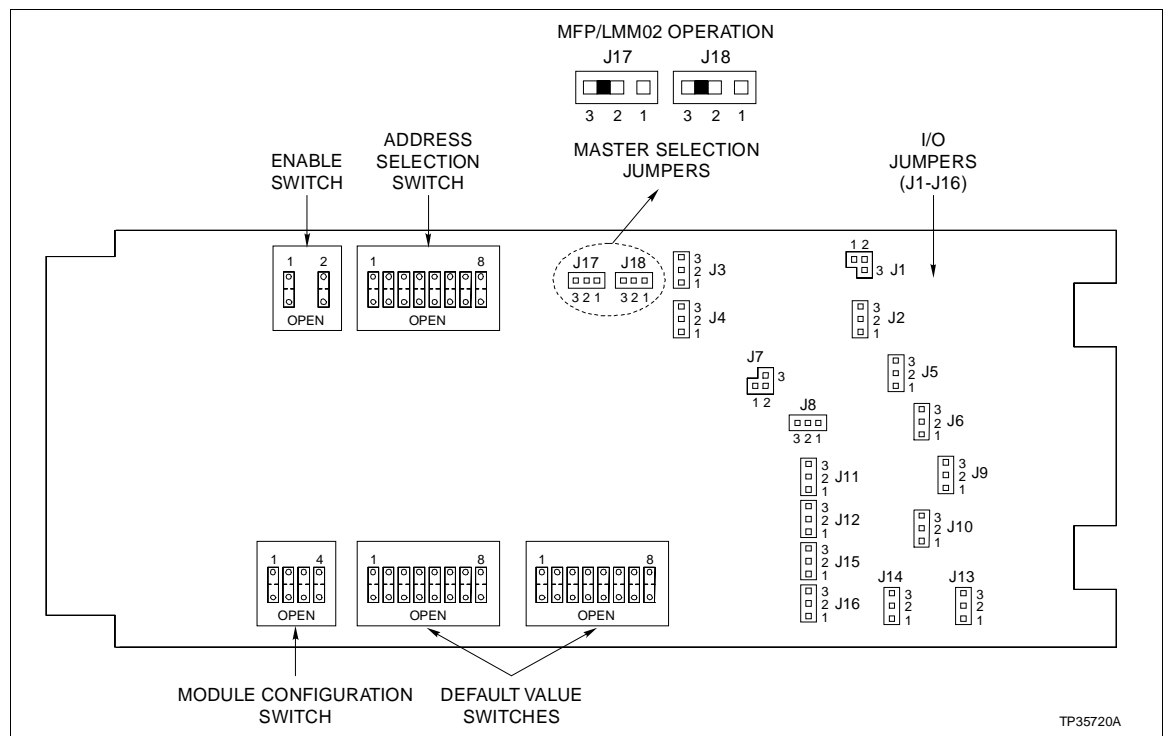 MFP/LMM02 OPERATION
J17 J18
3 2 1 3 2 1
MASTER SELECTION
JUMPERS
ENABLE
SWITCH
ADDRESS
SELECTION
SWITCH
I/O
JUMPERS
(J1-J16)
1 2
OPEN
1 8
OPEN
J17 J18
3 2 1 3 2 1
3
2 J3
1
3
2 J4
1
1 2
3 J1
3
2 J2
1
3
2 J5
1
J7
3
1 2
J8
3 2 1
3
2 J6
1
3
2 J9
1
3
2 J11
1
3
2 J12
1
3
2 J10
1
3
2 J15
1
3
2 J16
1
J14
3
2
1
J13
3
2
1
1 4
OPEN
1 8
OPEN
1 8
OPEN
MODULE CONFIGURATION
SWITCH
DEFAULT VALUE
SWITCHES
TP35720A